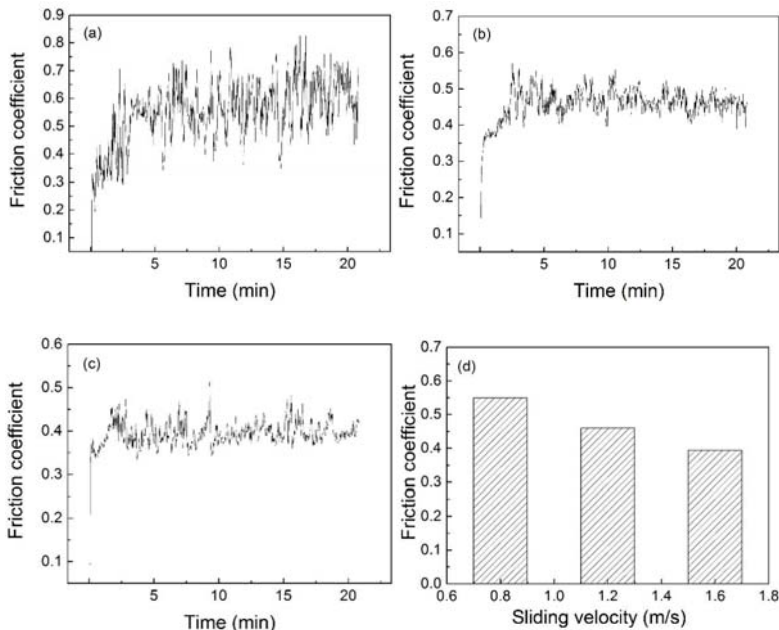 (a)
Friction coefficient
0.9
0.8
0.7
0.6
0.5
0.4
0.3
0.2
0.1
5 10 15 20
Time (min)
(b)
Friction coefficient
0.7
0.6
0.5
0.4
0.3
0.2
0.1
5 10 15 20
Time (min)
(c)
Friction coefficient
0.6
0.5
0.4
0.3
0.2
0.1
5 10 15 20
Time (min)
(d)
Friction coefficient
0.7
0.6
0.5
0.4
0.3
0.2
0.1
0.0
0.6 0.8 1.0 1.2 1.4 1.6 1.8
Sliding velocity (m/s)